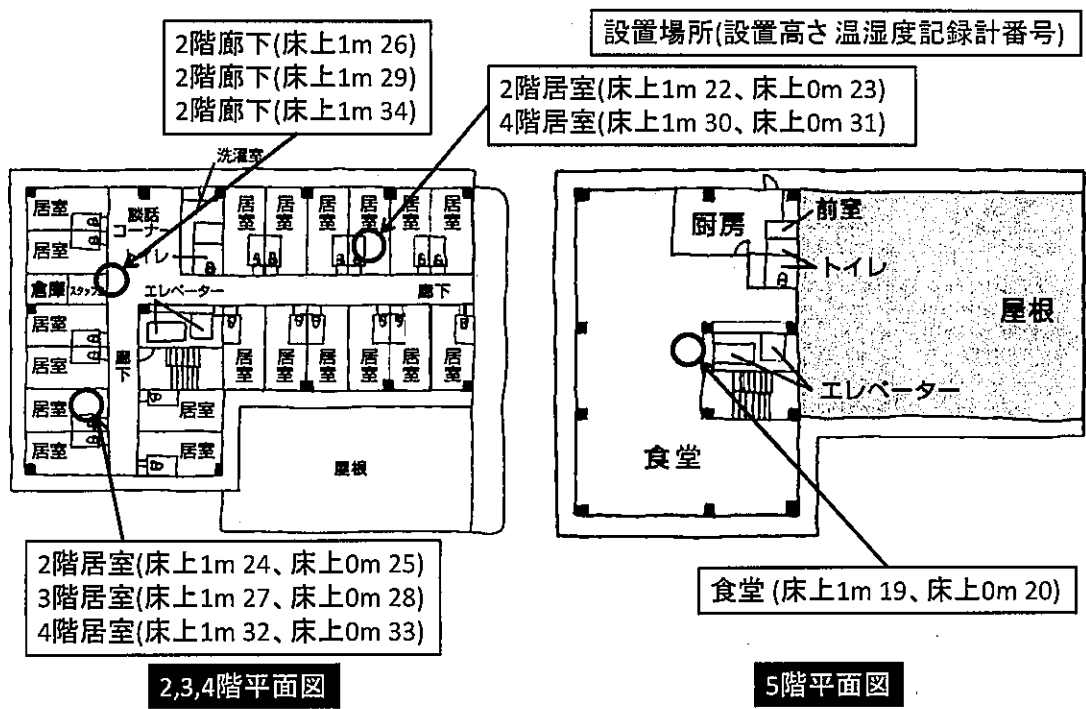 設置場所(設置高さ 温湿度記録計番号)
2階廊下(床上1m 26)
2階廊下(床上1m 29)
2階廊下(床上1m 34)
2階居室(床上1m 22、床上0m 23)
4階居室(床上1m 30、床上0m 31)
洗濯室
居室
談話
コーナー
居室
居室
居室
居室
居室
居室
居室
トイレ
倉庫
エレベーター
廊下
居室
居室
廊下
居室
居室
居室
居室
居室
居室
居室
居室
居室
居室
屋根
厨房
前室
トイレ
屋根
エレベーター
食堂
2階居室(床上1m 24、床上0m 25)
3階居室(床上1m 27、床上0m 28)
4階居室(床上1m 32、床上0m 33)
食堂 (床上1m 19、床上0m 20)
2,3,4階平面図
5階平面図